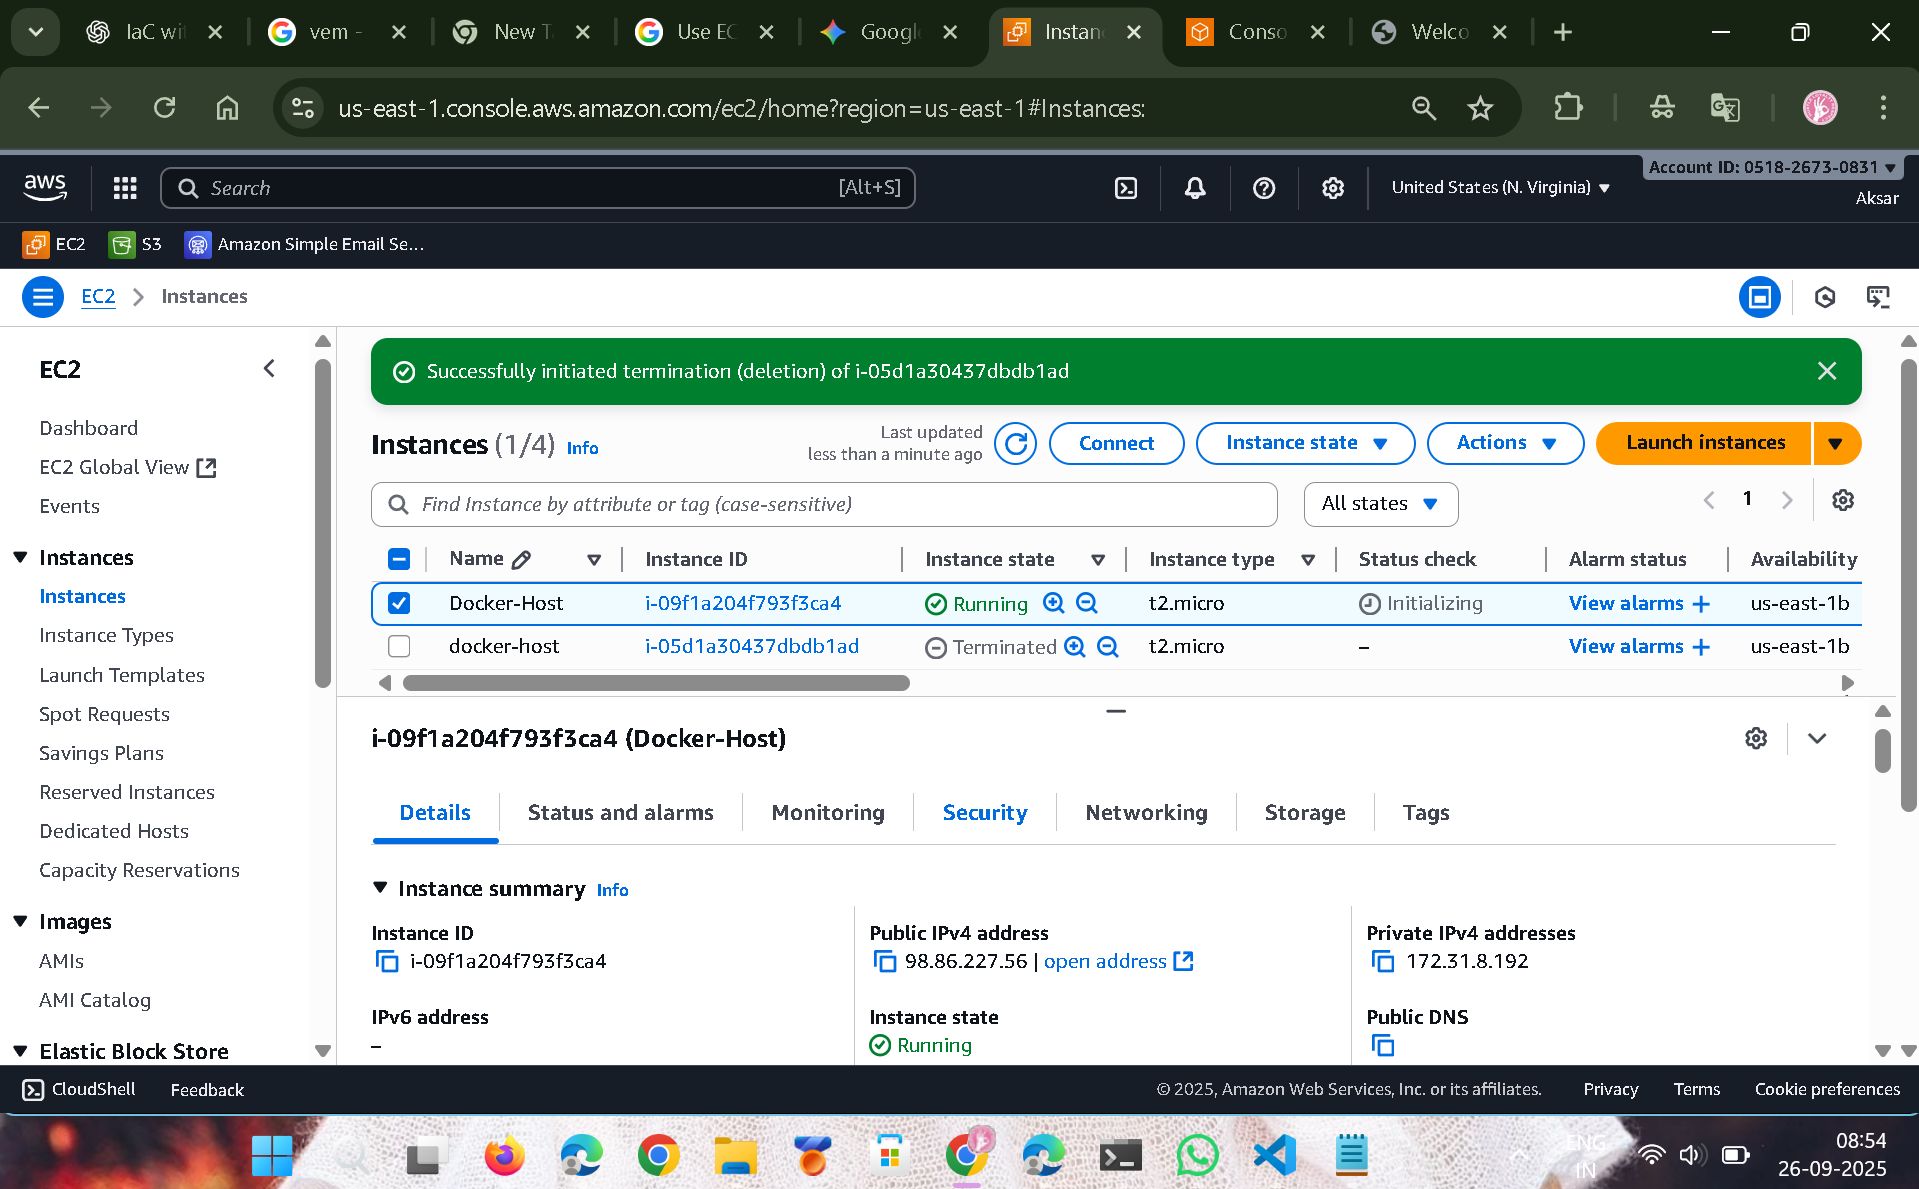 IaC wit
vem -
New T
Use EC
Googl
Instan
Conso
Welco
us-east-1.console.aws.amazon.com/ec2/home?region=us-east-1#Instances:
aws
Search
[Alt+S]
United States (N. Virginia)
Account ID: 0518-2673-0831
Aksar
EC2
S3
Amazon Simple Email Se...
EC2
Instances
EC2
Dashboard
EC2 Global View
Events
Instances
Instances
Instance Types
Launch Templates
Spot Requests
Savings Plans
Reserved Instances
Dedicated Hosts
Capacity Reservations
Images
AMIs
AMI Catalog
Elastic Block Store
Successfully initiated termination (deletion) of i-05d1a30437dbdb1ad
Instances (1/4) Info
Last updated
less than a minute ago
Connect
Instance state
Actions
Launch instances
Find Instance by attribute or tag (case-sensitive)
All states
1
Name Instance ID Instance state Instance type Status check Alarm status Availability
Docker-Host i-09f1a204f793f3ca4 Running t2.micro Initializing View alarms + us-east-1b
docker-host i-05d1a30437dbdb1ad Terminated t2.micro – View alarms + us-east-1b
i-09f1a204f793f3ca4 (Docker-Host)
Details Status and alarms Monitoring Security Networking Storage Tags
Instance summary Info
Instance ID
i-09f1a204f793f3ca4
Public IPv4 address
98.86.227.56 | open address
Private IPv4 addresses
172.31.8.192
IPv6 address
–
Instance state
Running
Public DNS
CloudShell
Feedback
© 2025, Amazon Web Services, Inc. or its affiliates.
Privacy
Terms
Cookie preferences
ENG
IN
08:54
26-09-2025